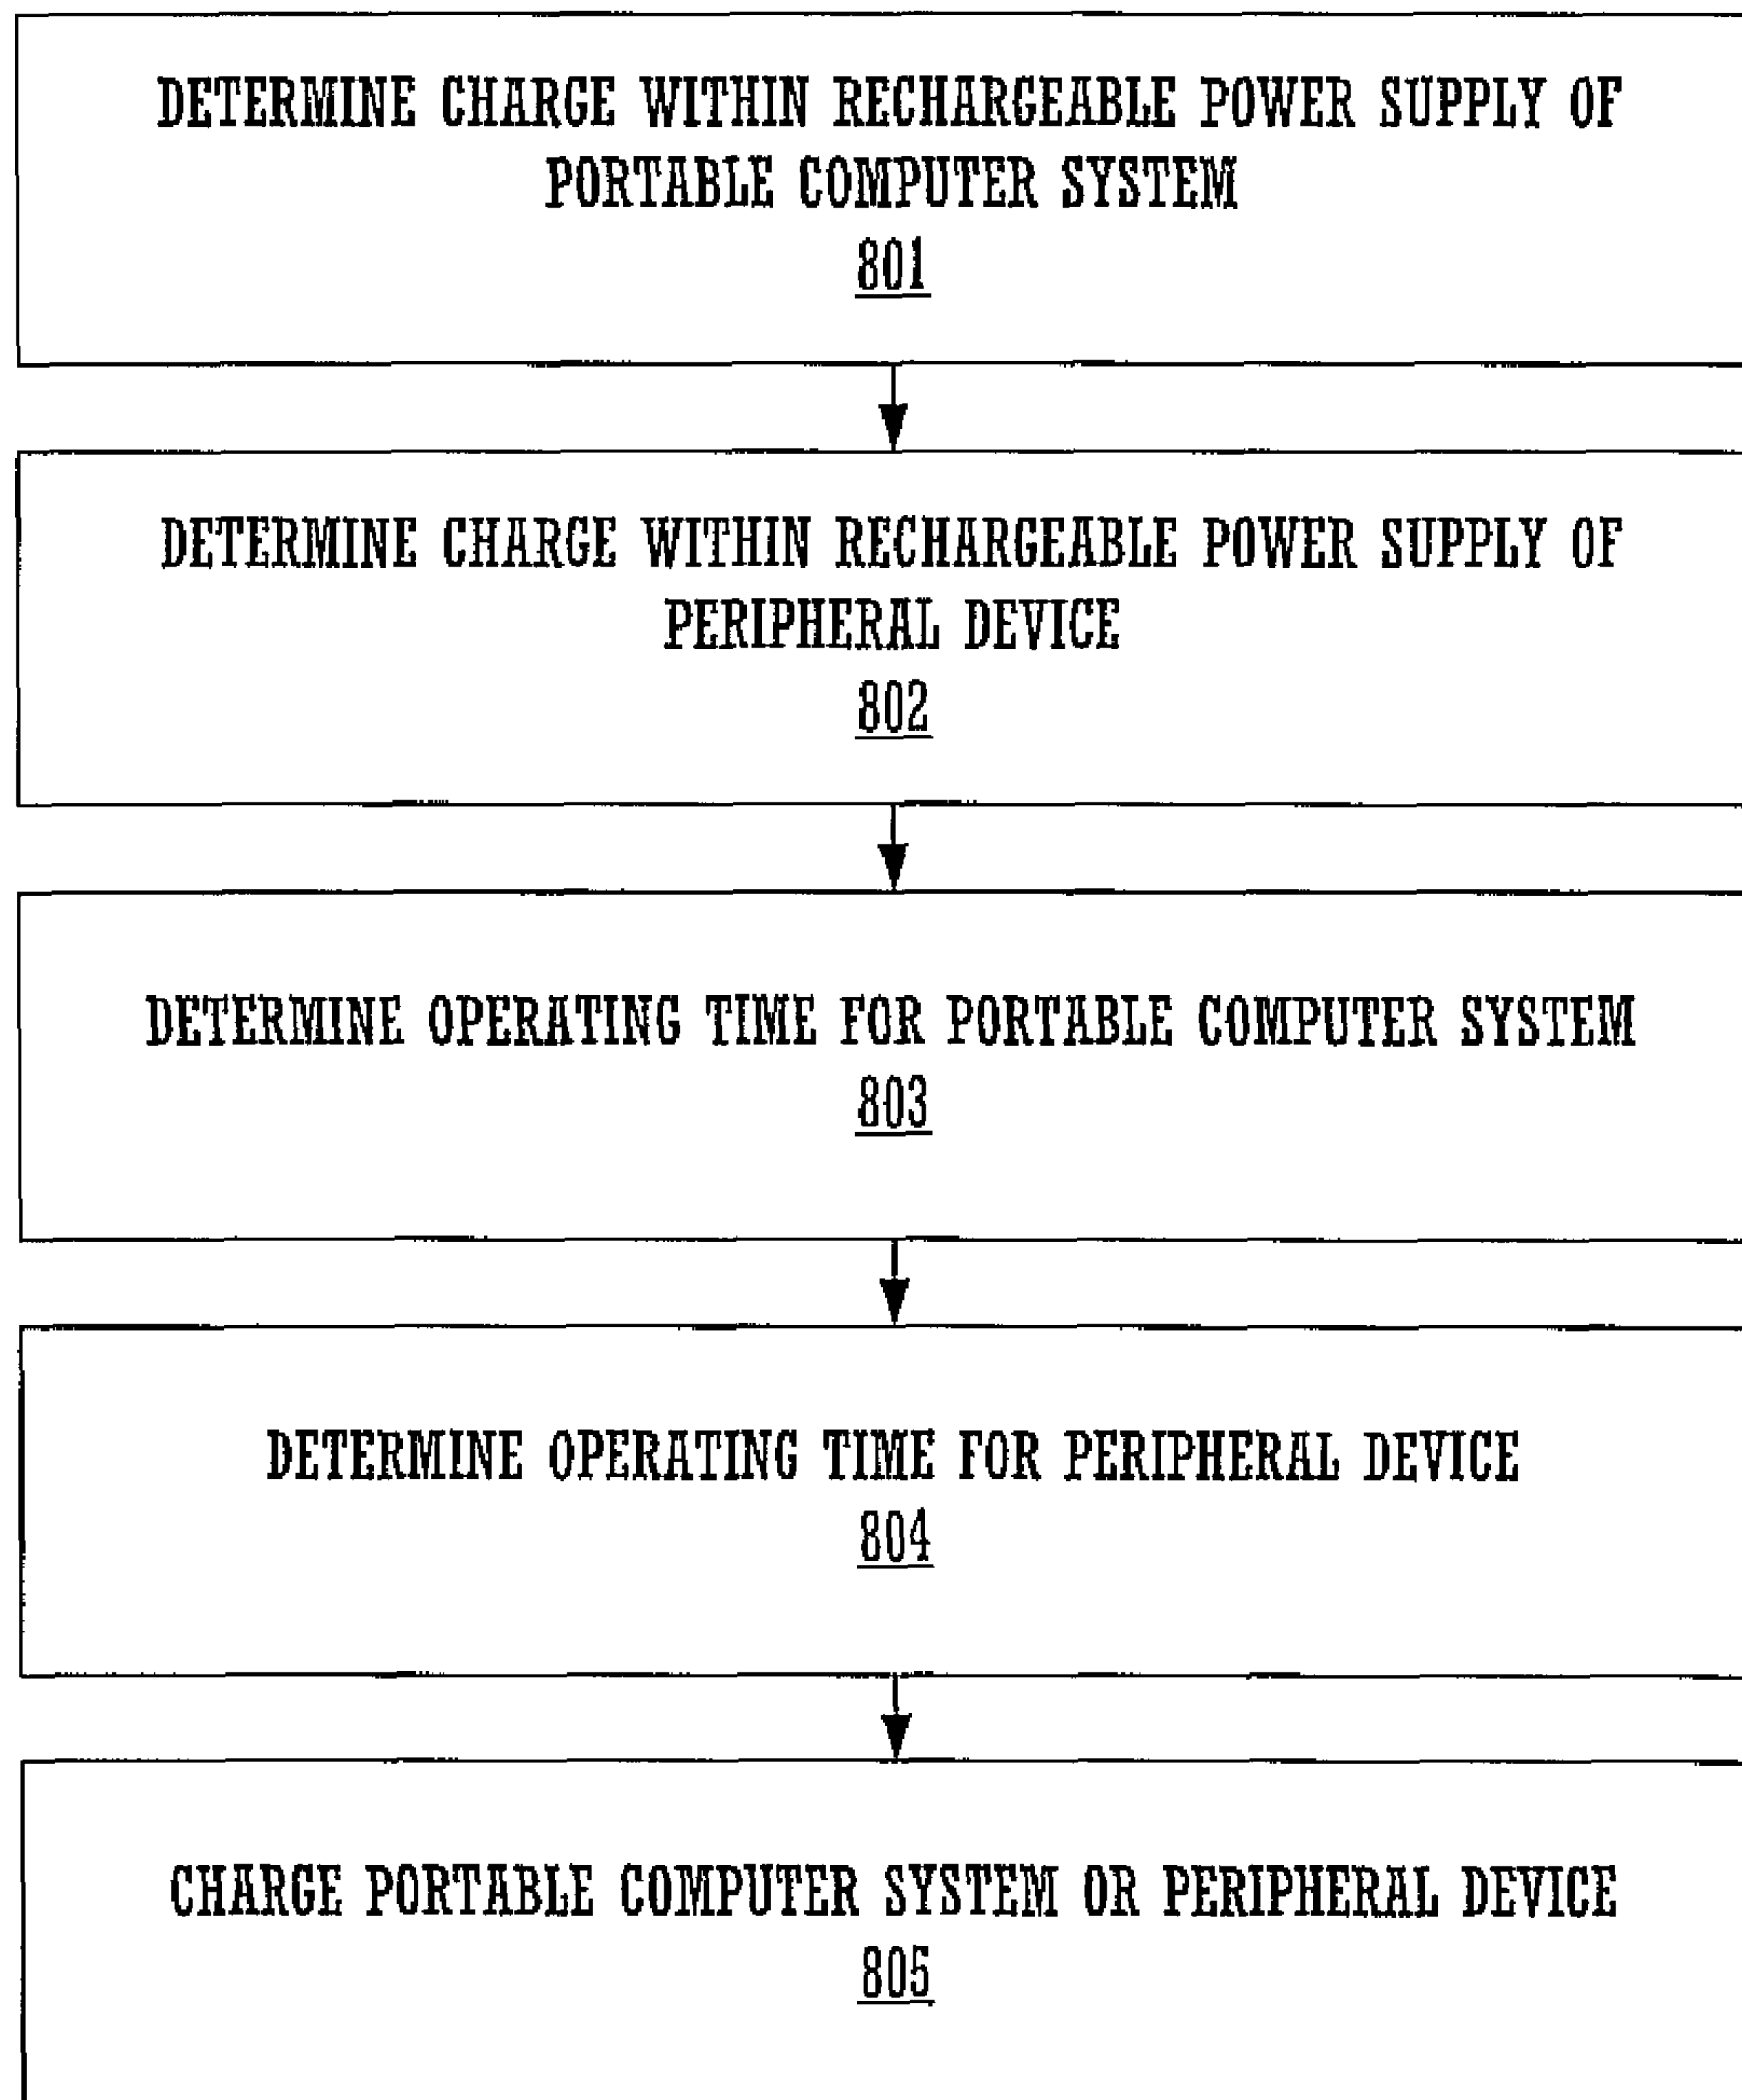 DETERMINE CHARGE WITHIN RECHARGEABLE POWER SUPPLY OF
PORTABLE COMPUTER SYSTEM
801
DETERMINE CHARGE WITHIN RECHARGEABLE POWER SUPPLY OF
PERIPHERAL DEVICE
802
DETERMINE OPERATING TIME FOR PORTABLE COMPUTER SYSTEM
803
DETERMINE OPERATING TIME FOR PERIPHERAL DEVICE
804
CHARGE PORTABLE COMPUTER SYSTEM OR PERIPHERAL DEVICE
805